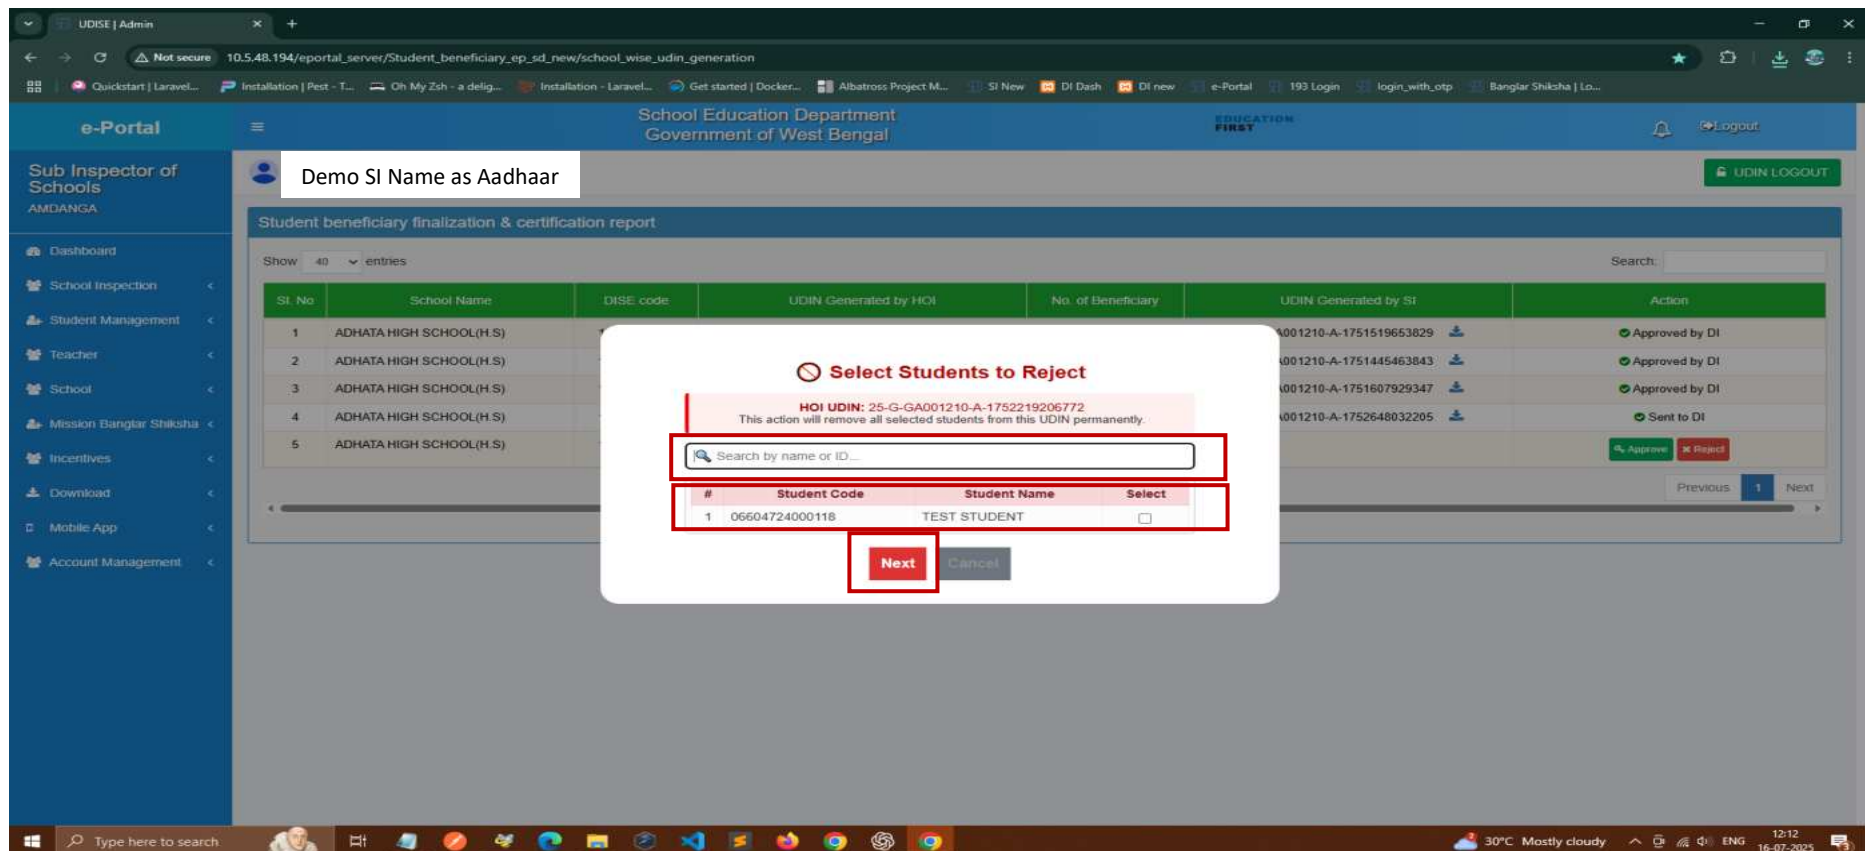 UDISE | Admin
Not secure 10.5.48.194/eportal_server/Student_beneficiary_ep_sd_new/school_wise_udin_generation
Quickstart | Laravel... Installation | Pest - T... Oh My Zsh - a delig... Installation - Laravel... Get started | Docker... Albatross Project M... SI New DI Dash DI new e-Portal 193 Login login_with_otp Banglar Shiksha | Lo...
e-Portal
School Education Department
Government of West Bengal
EDUCATION
FIRST
Logout
Sub Inspector of
Schools
AMDANGA
Demo SI Name as Aadhaar
UDIN LOGOUT
Dashboard
School Inspection
Student Management
Teacher
School
Mission Banglar Shiksha
Incentives
Download
Mobile App
Account Management
Student beneficiary finalization & certification report
Show 40 entries
Search:
Sl. No School Name DISE code UDIN Generated by HOI No. of Beneficiary UDIN Generated by SI Action
1 ADHATA HIGH SCHOOL(H.S) A001210-A-1751519653829 Approved by DI
2 ADHATA HIGH SCHOOL(H.S) A001210-A-1751445463843 Approved by DI
3 ADHATA HIGH SCHOOL(H.S) A001210-A-1751607929347 Approved by DI
4 ADHATA HIGH SCHOOL(H.S) A001210-A-1752648032205 Sent to DI
5 ADHATA HIGH SCHOOL(H.S) Approve Reject
Previous 1 Next
Select Students to Reject
HOI UDIN: 25-G-GA001210-A-1752219206772
This action will remove all selected students from this UDIN permanently.
Search by name or ID...
# Student Code Student Name Select
1 06604724000118 TEST STUDENT
Next Cancel
Type here to search
30°C Mostly cloudy ENG 12:12
16-07-2025